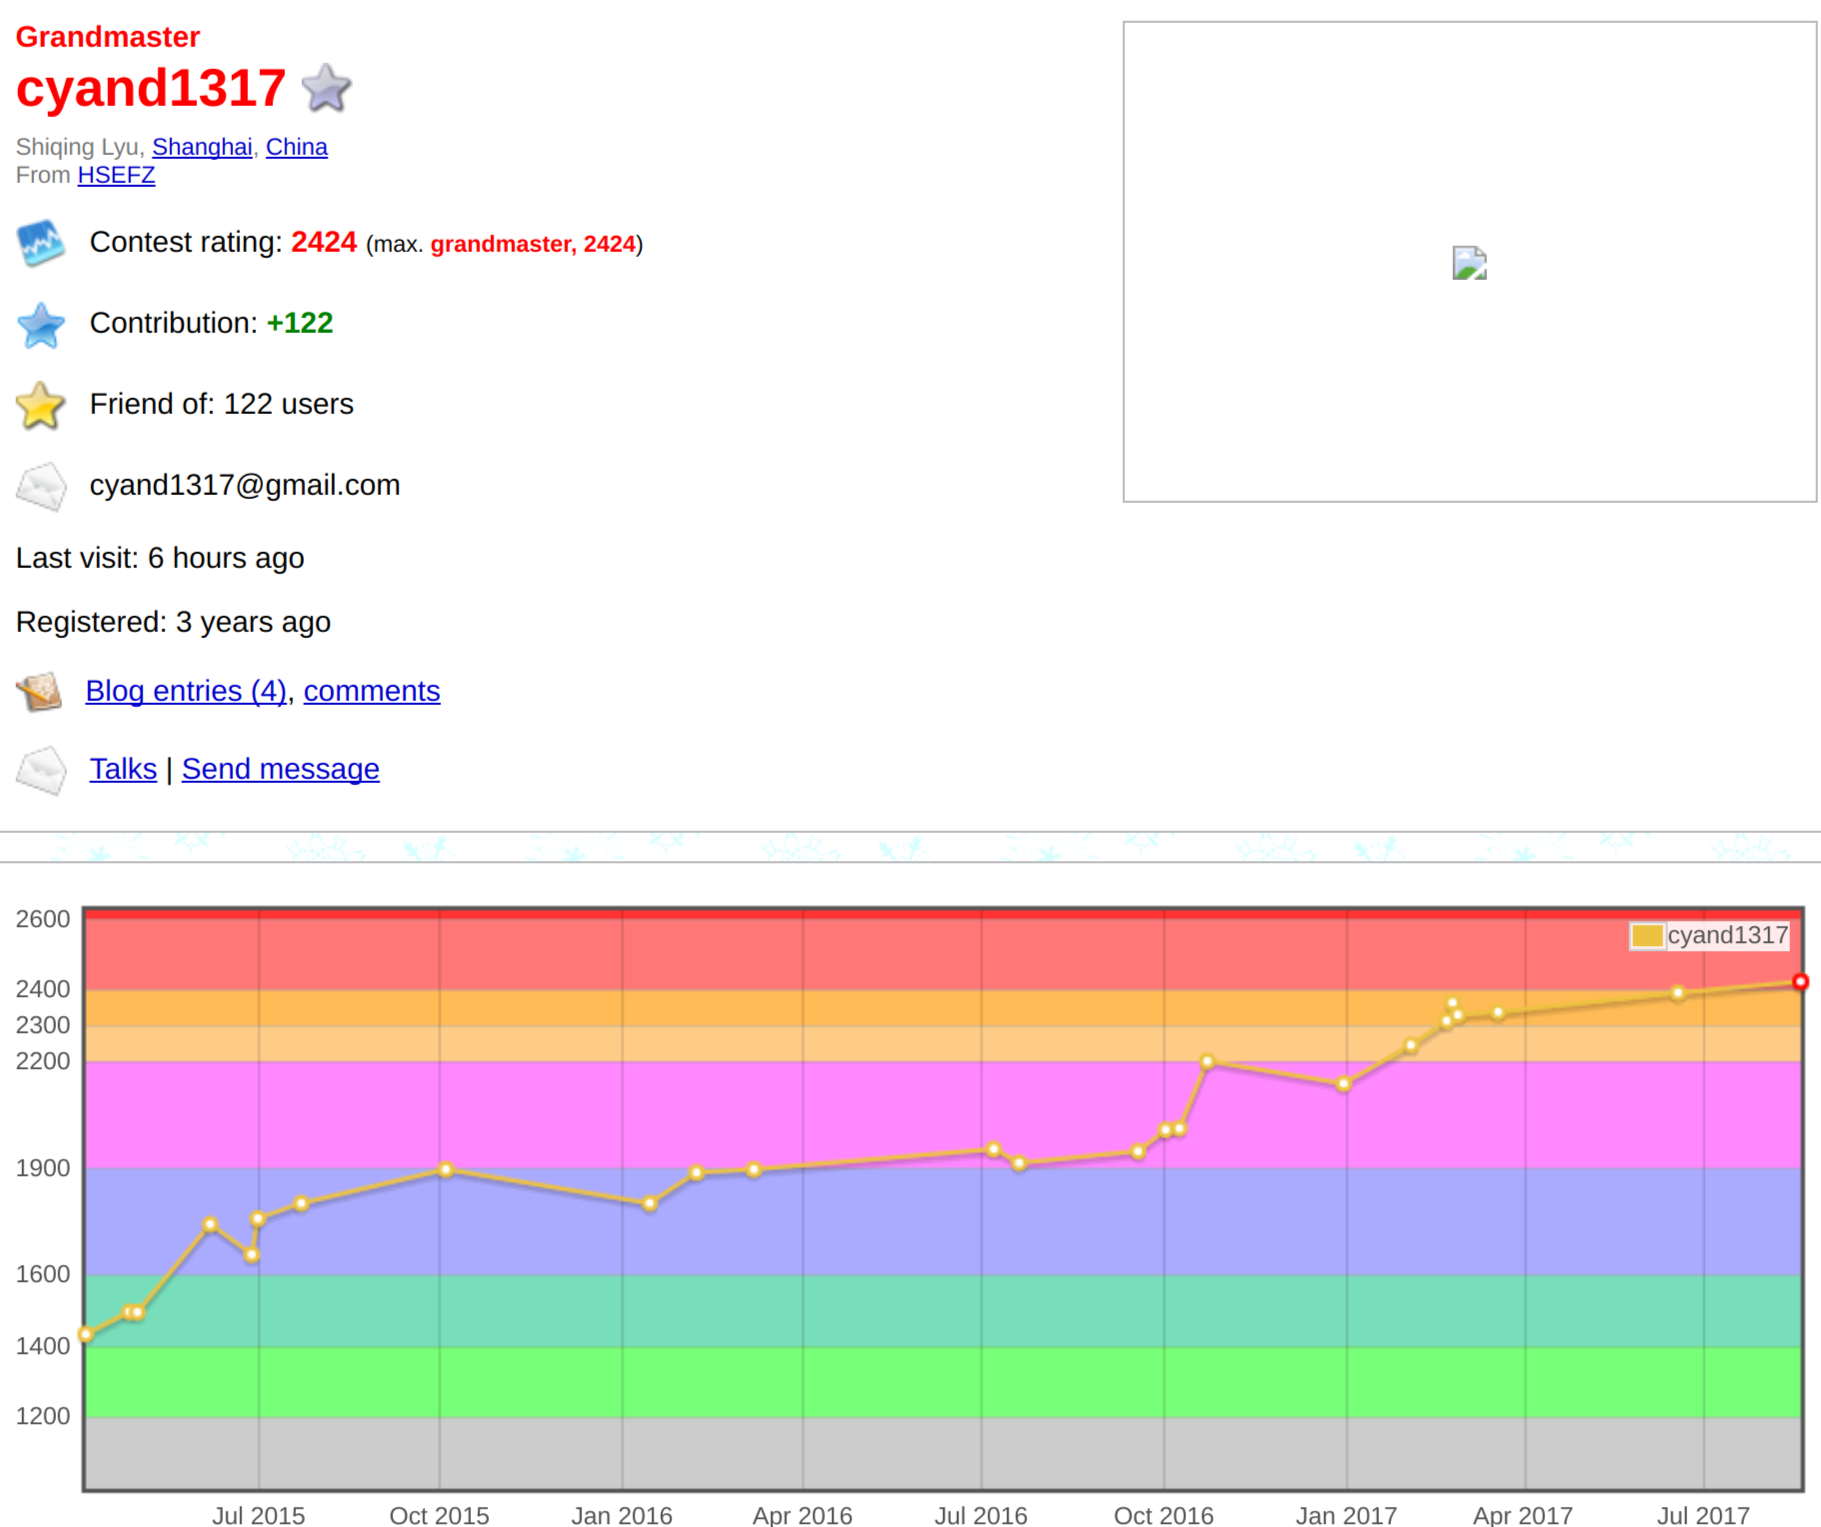 Grandmaster
cyand1317
Shiqing Lyu, Shanghai, China
From HSEFZ
Contest rating: 2424 (max. grandmaster, 2424)
Contribution: +122
Friend of: 122 users
cyand1317@gmail.com
Last visit: 6 hours ago
Registered: 3 years ago
Blog entries (4), comments
Talks | Send message
cyand1317
2600
2400
2300
2200
1900
1600
1400
1200
Jul 2015 Oct 2015 Jan 2016 Apr 2016 Jul 2016 Oct 2016 Jan 2017 Apr 2017 Jul 2017